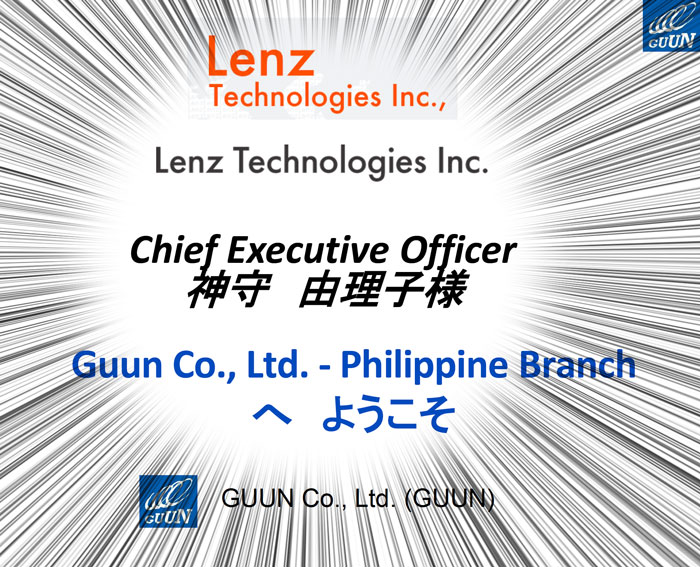 GUUN
Lenz
Technologies Inc.,
Lenz Technologies Inc.
Chief Executive Officer
神守　由理子様
Guun Co., Ltd. - Philippine Branch
へ　ようこそ
GUUN
GUUN Co., Ltd. (GUUN)